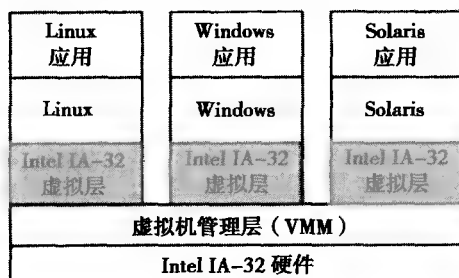 Linux
应用
Windows
应用
Solaris
应用
Linux
Windows
Solaris
Intel IA-32
虚拟层
Intel IA-32
虚拟层
Intel IA-32
虚拟层
虚拟机管理层（VMM）
Intel IA-32 硬件